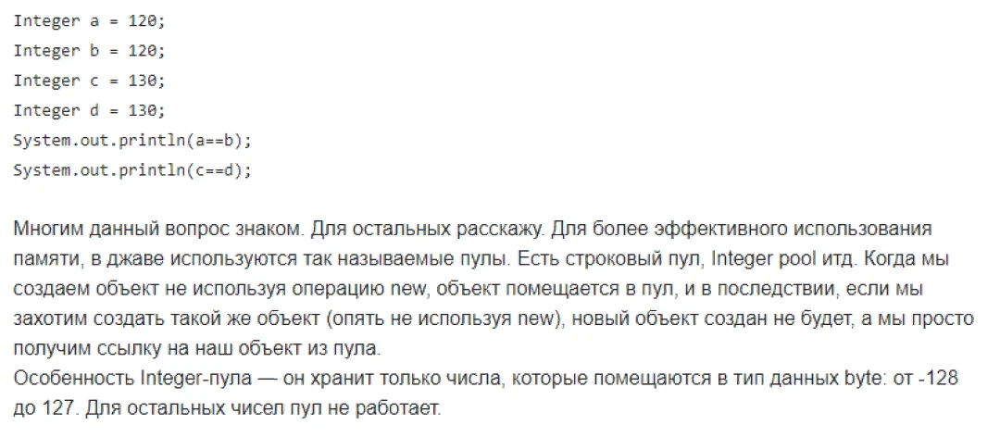 Integer a = 120;
Integer b = 120;
Integer c = 130;
Integer d = 130;
System.out.println(a==b);
System.out.println(c==d);
Многим данный вопрос знаком. Для остальных расскажу. Для более эффективного использования
памяти, в джаве используются так называемые пулы. Есть строковый пул, Integer pool итд. Когда мы
создаем объект не используя операцию new, объект помещается в пул, и в последствии, если мы
захотим создать такой же объект (опять не используя new), новый объект создан не будет, а мы просто
получим ссылку на наш объект из пула.
Особенность Integer-пула — он хранит только числа, которые помещаются в тип данных byte: от -128
до 127. Для остальных чисел пул не работает.